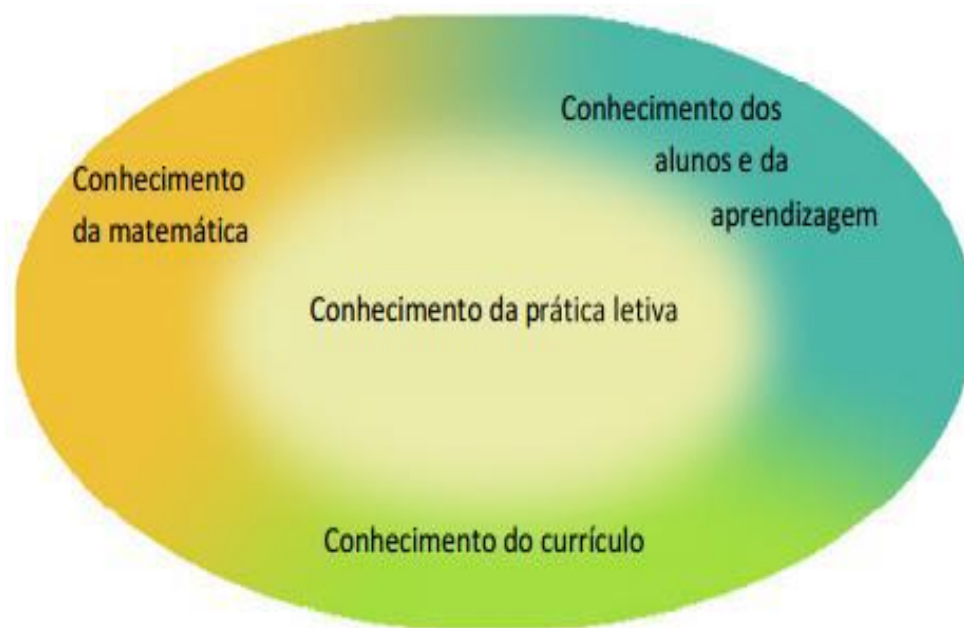 Conhecimento dos
alunos e da
aprendizagem
Conhecimento
da matemática
Conhecimento da prática letiva
Conhecimento do currículo